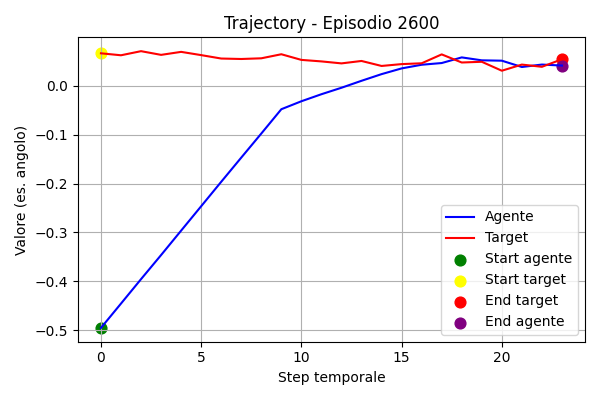 Trajectory - Episodio 2600
Valore (es. angolo)
0.0
−0.1
−0.2
−0.3
−0.4
−0.5
0
5
10
15
20
Step temporale
Agente
Target
Start agente
Start target
End target
End agente